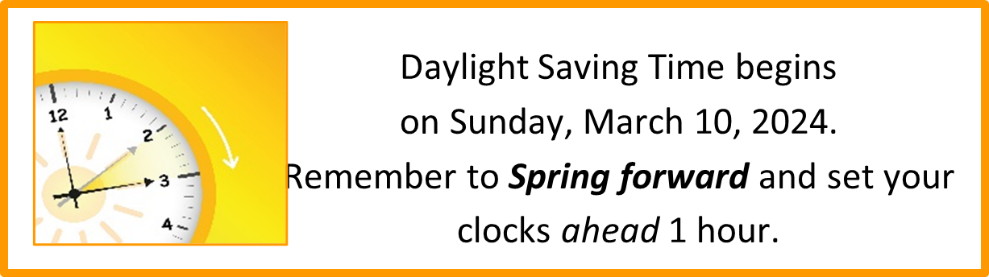 12
1
2
3
4
Daylight Saving Time begins
on Sunday, March 10, 2024.
Remember to Spring forward and set your
clocks ahead 1 hour.